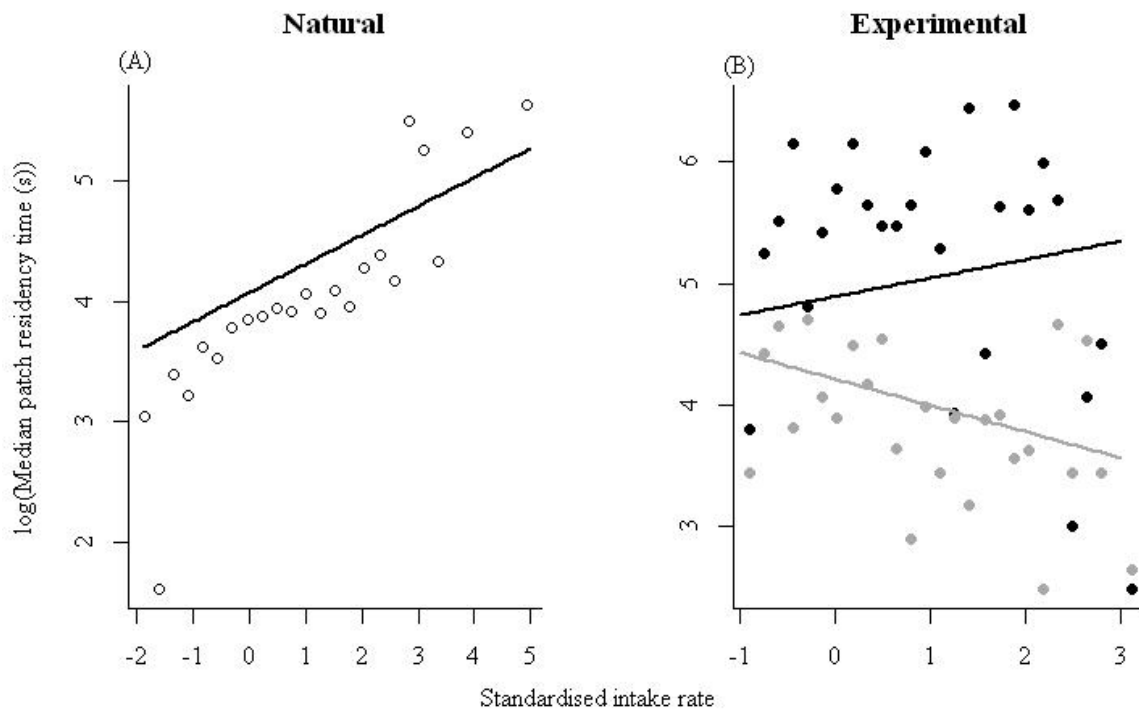 Natural
Experimental
(A)
(B)
log(Median patch residency time (s))
5
4
3
2
-2 -1 0 1 2 3 4 5
6
5
4
3
-1 0 1 2 3
Standardised intake rate